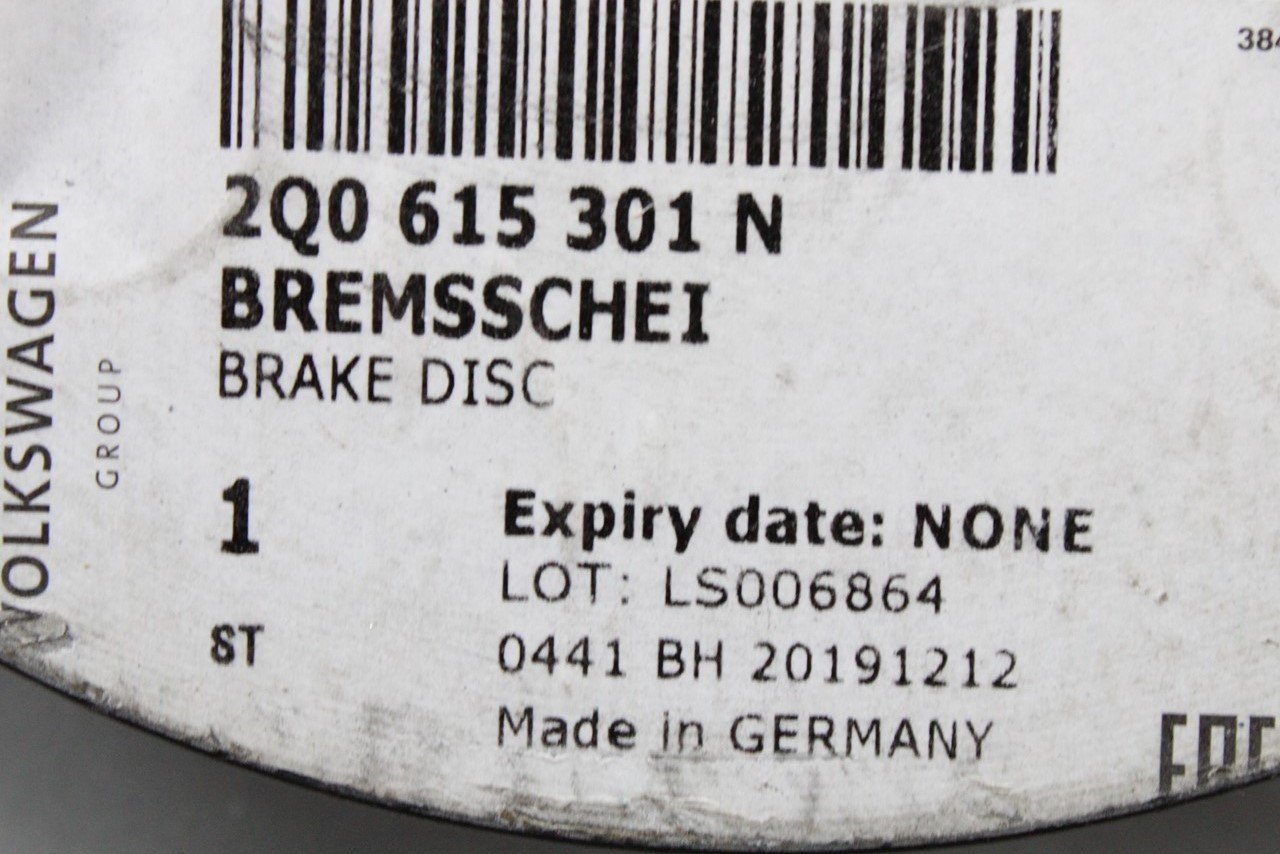 384
2Q0 615 301 N
BREMSSCHEI
BRAKE DISC
VOLKSWAGEN
GROUP
1
ST
Expiry date: NONE
LOT: LS006864
0441 BH 20191212
Made in GERMANY